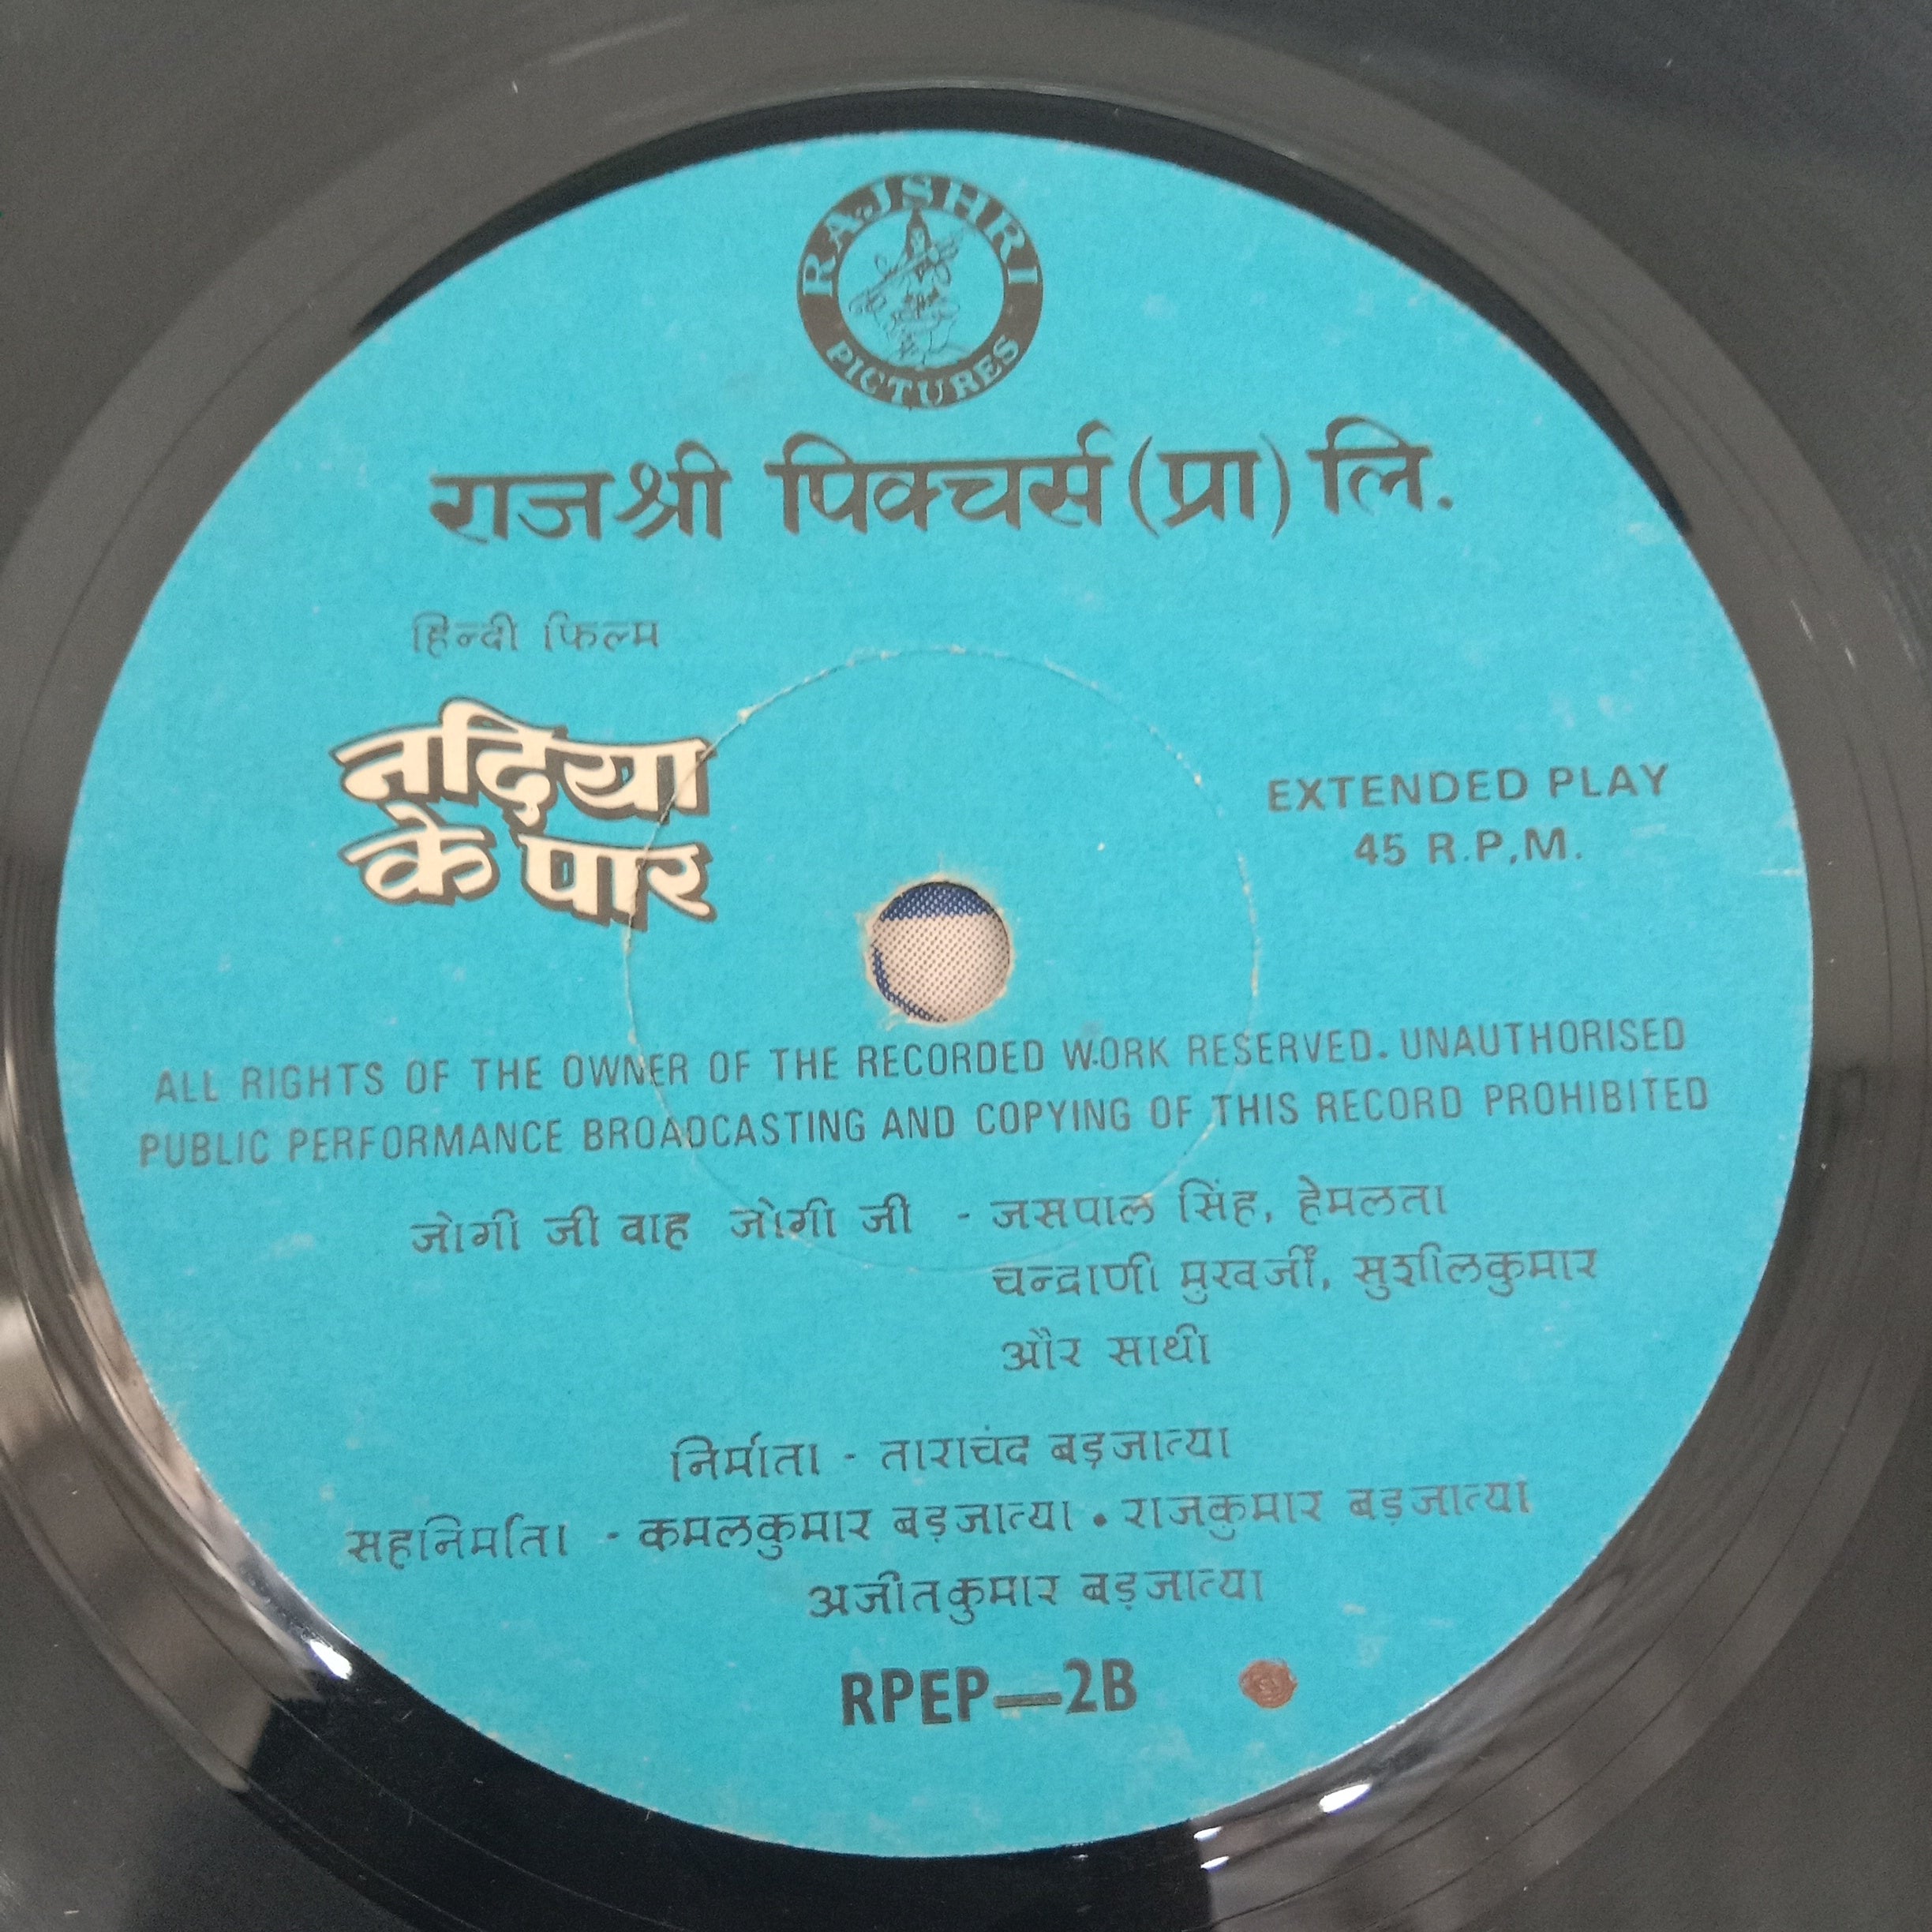 RAJSHRI
PICTURES
राजश्री पिक्चर्स (प्रा) लि.
हिन्दी फिल्म
नदिया
के पार
EXTENDED PLAY
45 R.P.M.
ALL RIGHTS OF THE OWNER OF THE RECORDED WORK RESERVED. UNAUTHORISED
PUBLIC PERFORMANCE BROADCASTING AND COPYING OF THIS RECORD PROHIBITED
जोगी जी वाह जोगी जी - जसपाल सिंह, हेमलता
चन्द्राणी मुखर्जी, सुशीलकुमार
और साथी
निर्माता - ताराचंद बड़जात्या
सहनिर्माता - कमलकुमार बड़जात्या • राजकुमार बड़जात्या
अजीतकुमार बड़जात्या
RPEP—2B